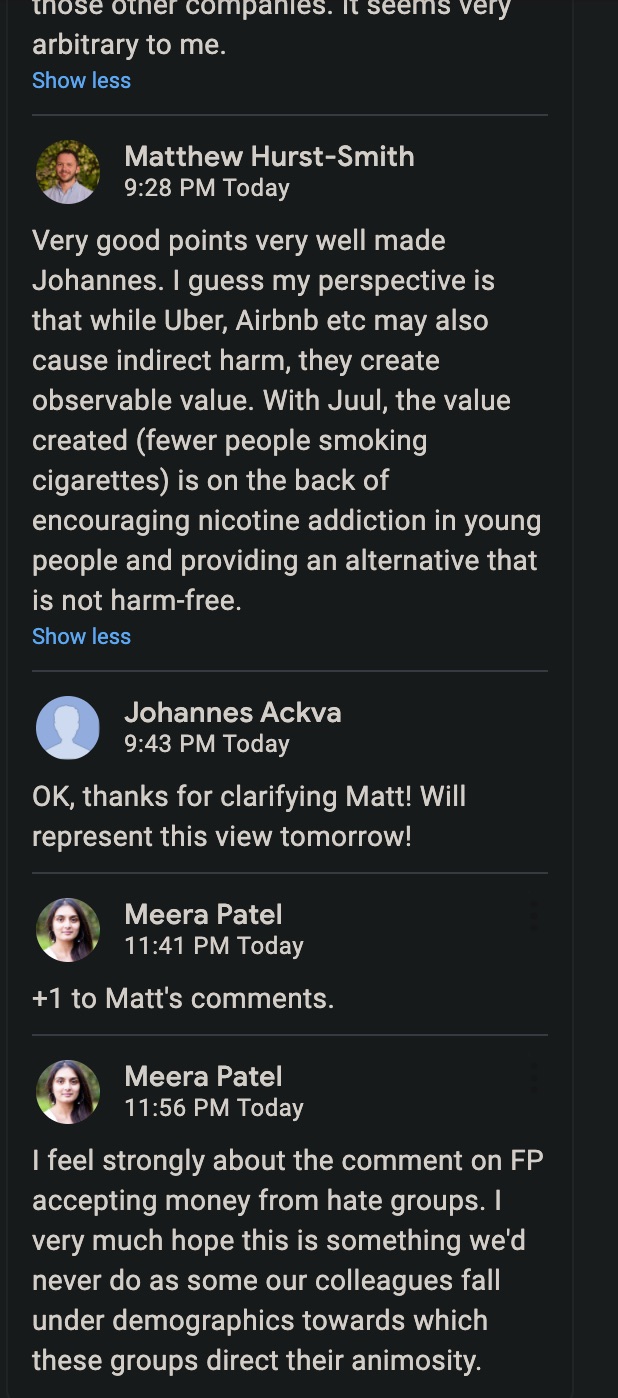 those other companies. It seems very
arbitrary to me.
Show less
Matthew Hurst-Smith
9:28 PM Today
Very good points very well made
Johannes. I guess my perspective is
that while Uber, Airbnb etc may also
cause indirect harm, they create
observable value. With Juul, the value
created (fewer people smoking
cigarettes) is on the back of
encouraging nicotine addiction in young
people and providing an alternative that
is not harm-free.
Show less
Johannes Ackva
9:43 PM Today
OK, thanks for clarifying Matt! Will
represent this view tomorrow!
Meera Patel
11:41 PM Today
+1 to Matt's comments.
Meera Patel
11:56 PM Today
I feel strongly about the comment on FP
accepting money from hate groups. I
very much hope this is something we'd
never do as some our colleagues fall
under demographics towards which
these groups direct their animosity.